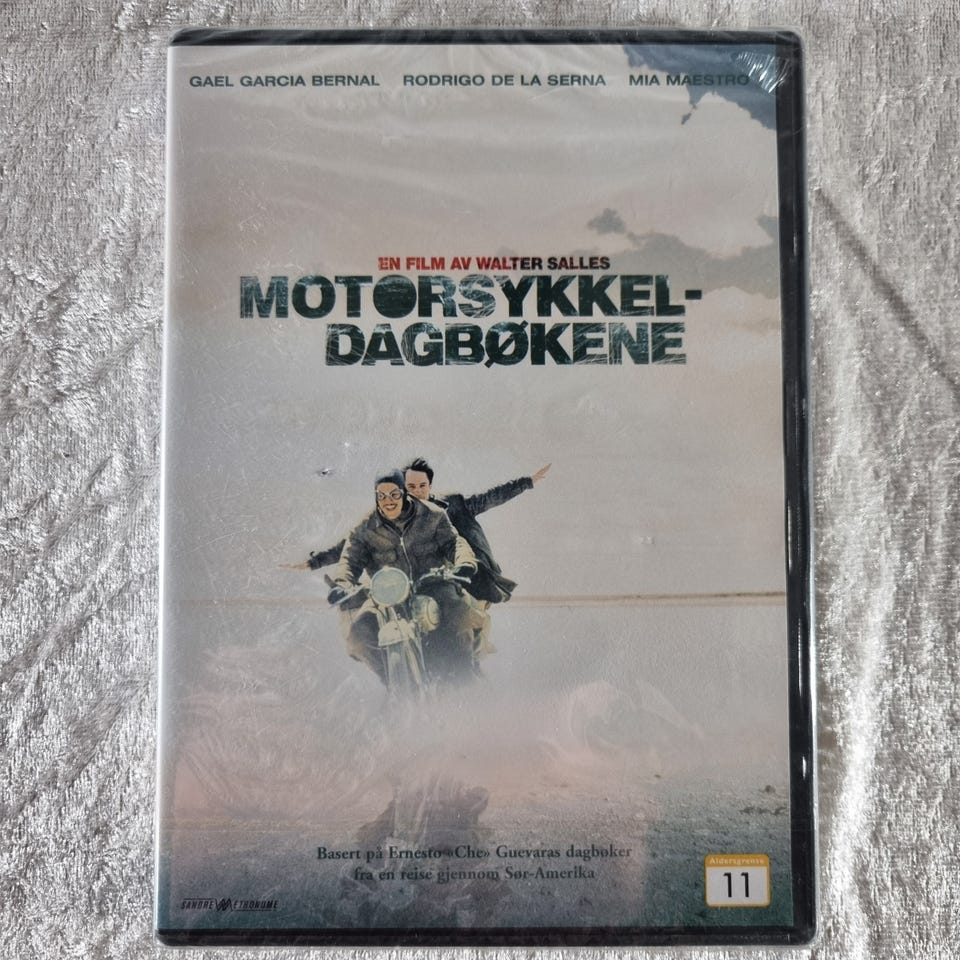 GAEL GARCIA BERNAL RODRIGO DE LA SERNA MIA MAESTRO
EN FILM AV WALTER SALLES
MOTORSYKKEL-
DAGBØKENE
Basert på Ernesto «Che» Guevaras dagbøker
fra en reise gjennom Sør-Amerika
SANDREW METRONOME
Aldersgrense
11